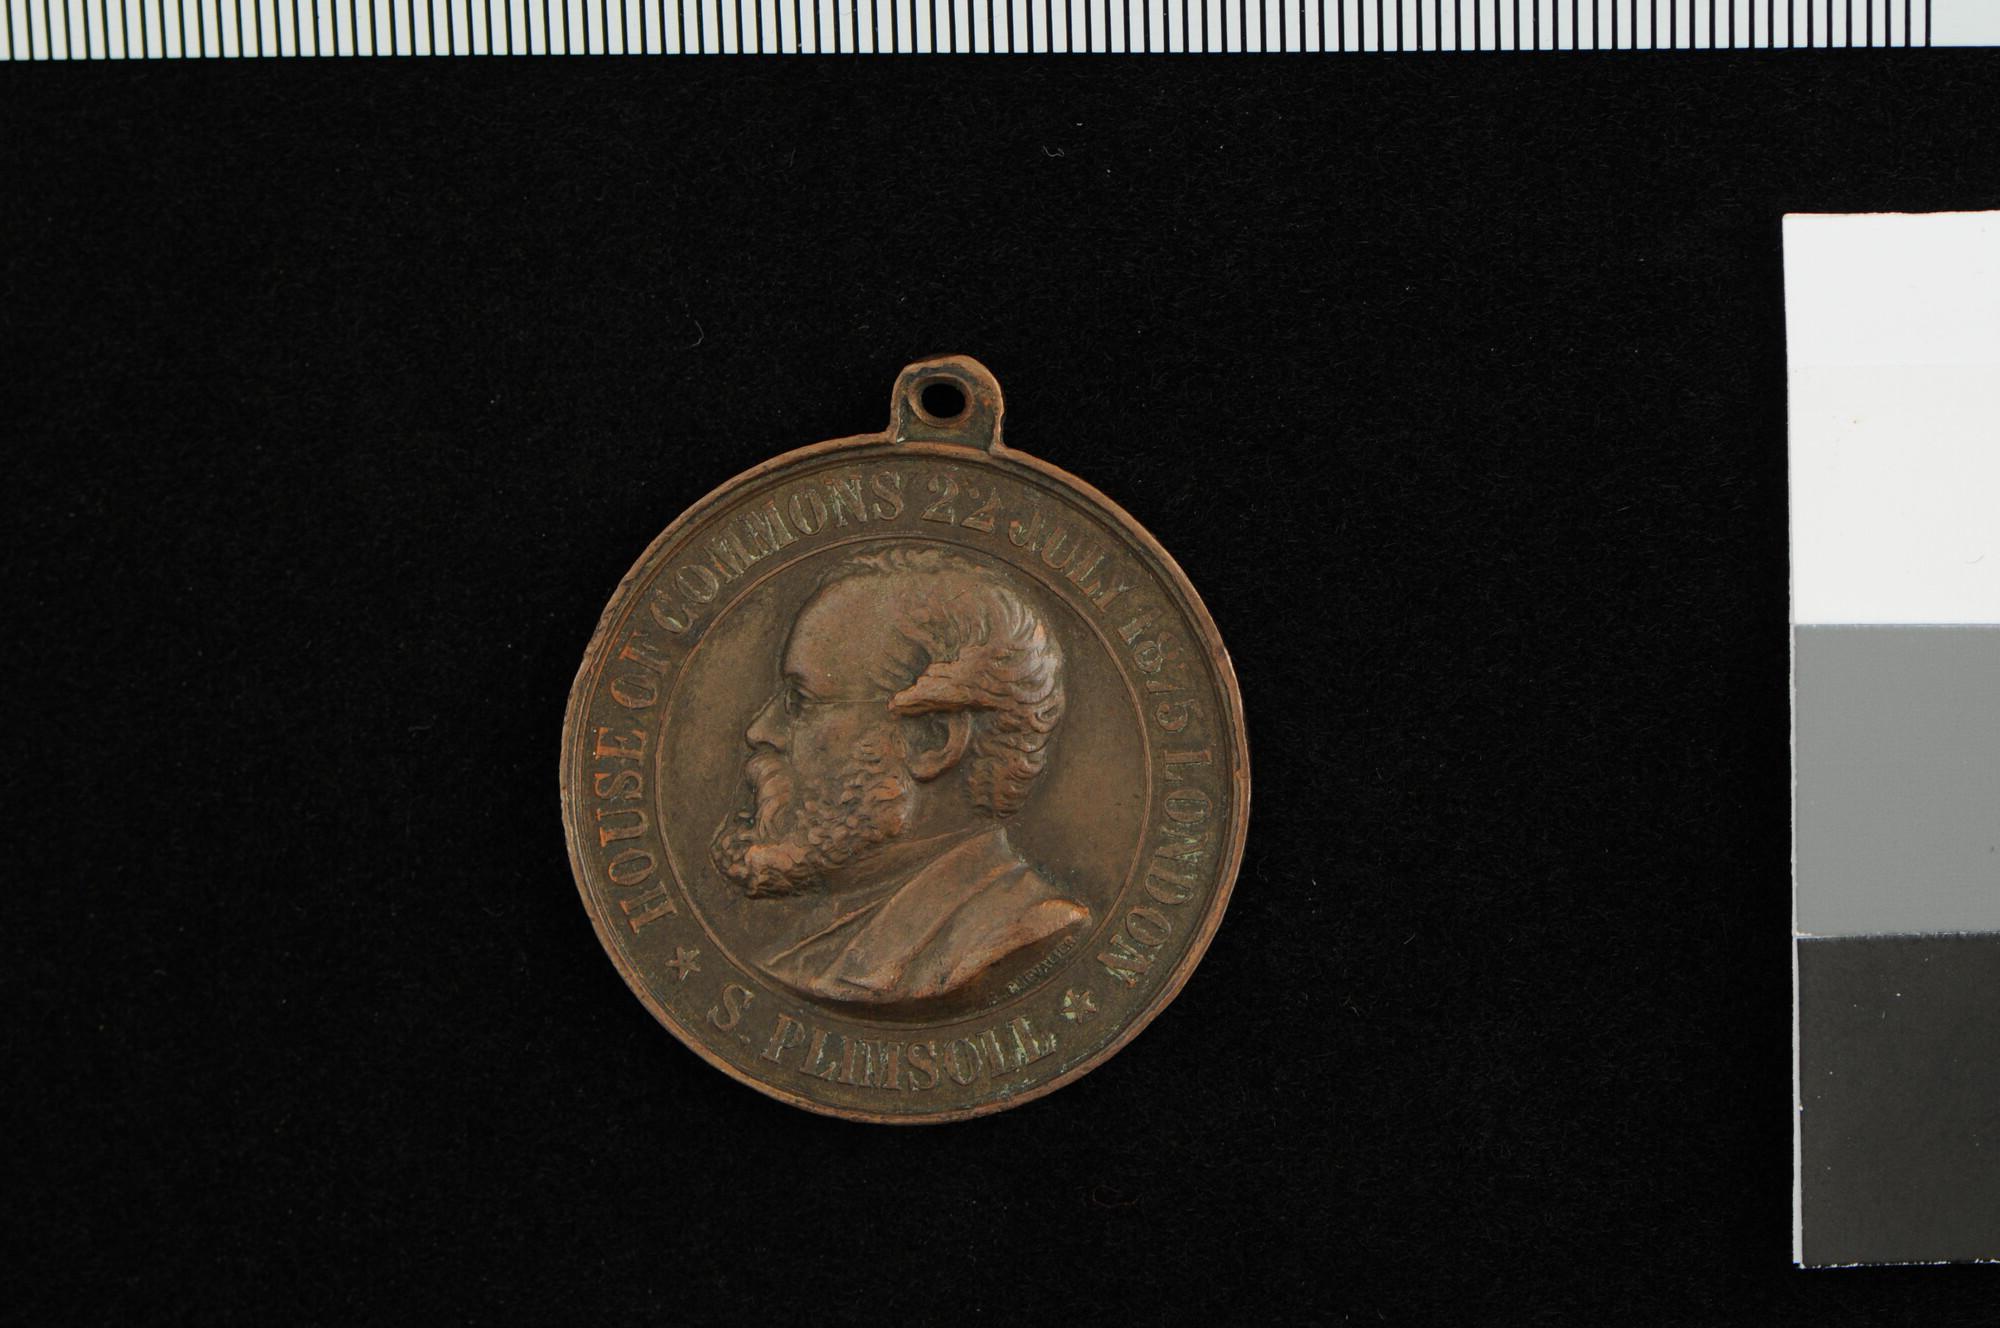 HOUSE OF COMMONS 22 JULY 1875 LONDON
S. PLIMSOLL